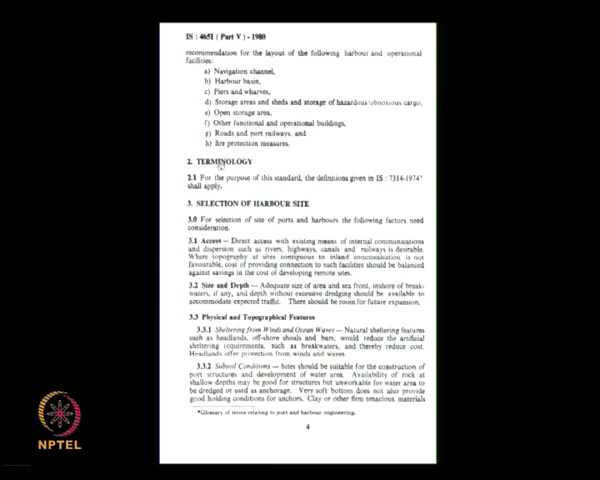 IS : 4651 ( Part V ) - 1980
recommendation for the layout of the following harbour and operational
facilities:
a) Navigation channel,
b) Harbour basin,
c) Piers and wharves,
d) Storage areas and sheds and storage of hazardous/obnoxious cargo,
e) Open storage area,
f) Other functional and operational buildings,
g) Roads and port railways, and
h) fire protection measures.
2. TERMINOLOGY
2.1 For the purpose of this standard, the definitions given in IS : 7314-1974*
shall apply.
3. SELECTION OF HARBOUR SITE
3.0 For selection of site of ports and harbours the following factors need
consideration.
3.1 Access — Direct access with existing means of internal communications
and dispersion such as rivers, highways, canals and railways is desirable.
Where topography at sites contiguous to inland communication is not
favourable, cost of providing connection to such facilities should be balanced
against savings in the cost of developing remote sites.
3.2 Size and Depth — Adequate size of area and sea front, inshore of break-
waters, if any, and depth without excessive dredging should be available to
accommodate expected traffic. There should be room for future expansion.
3.3 Physical and Topographical Features
3.3.1 Sheltering from Winds and Ocean Waves — Natural sheltering features
such as headlands, off-shore shoals and bars, would reduce the artificial
sheltering requirements, such as breakwaters, and thereby reduce cost.
Headlands offer protection from winds and waves.
3.3.2 Subsoil Conditions — Sites should be suitable for the construction of
port structures and development of water area. Availability of rock at
shallow depths may be good for structures but unworkable for water area to
be dredged or used as anchorage. Very soft bottom does not also provide
good holding conditions for anchors. Clay or other firm tenacious materials
*Glossary of terms relating to port and harbour engineering.
4
NPTEL